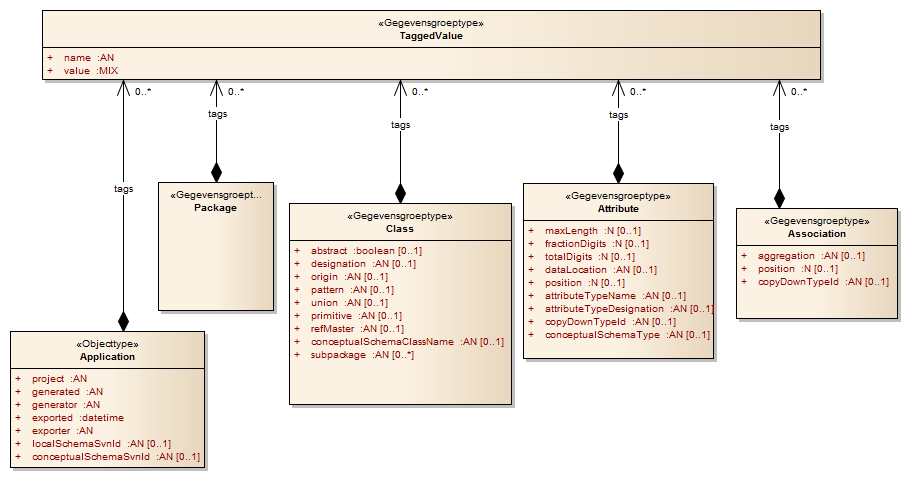 «Gegevensgroeptype»
TaggedValue
+ name :AN
+ value :MIX
0..*
0..*
0..*
0..*
0..*
tags
tags
tags
tags
tags
«Gegevensgroept...
Package
«Gegevensgroeptype»
Class
+ abstract :boolean [0..1]
+ designation :AN [0..1]
+ origin :AN [0..1]
+ pattern :AN [0..1]
+ union :AN [0..1]
+ primitive :AN [0..1]
+ refMaster :AN [0..1]
+ conceptualSchemaClassName :AN [0..1]
+ subpackage :AN [0..*]
«Gegevensgroeptype»
Attribute
+ maxLength :N [0..1]
+ fractionDigits :N [0..1]
+ totalDigits :N [0..1]
+ dataLocation :AN [0..1]
+ position :N [0..1]
+ attributeTypeName :AN [0..1]
+ attributeTypeDesignation :AN [0..1]
+ copyDownTypeId :AN [0..1]
+ conceptualSchemaType :AN [0..1]
«Gegevensgroeptype»
Association
+ aggregation :AN [0..1]
+ position :N [0..1]
+ copyDownTypeId :AN [0..1]
«Objecttype»
Application
+ project :AN
+ generated :AN
+ generator :AN
+ exported :datetime
+ exporter :AN
+ localSchemaSvnId :AN [0..1]
+ conceptualSchemaSvnId :AN [0..1]